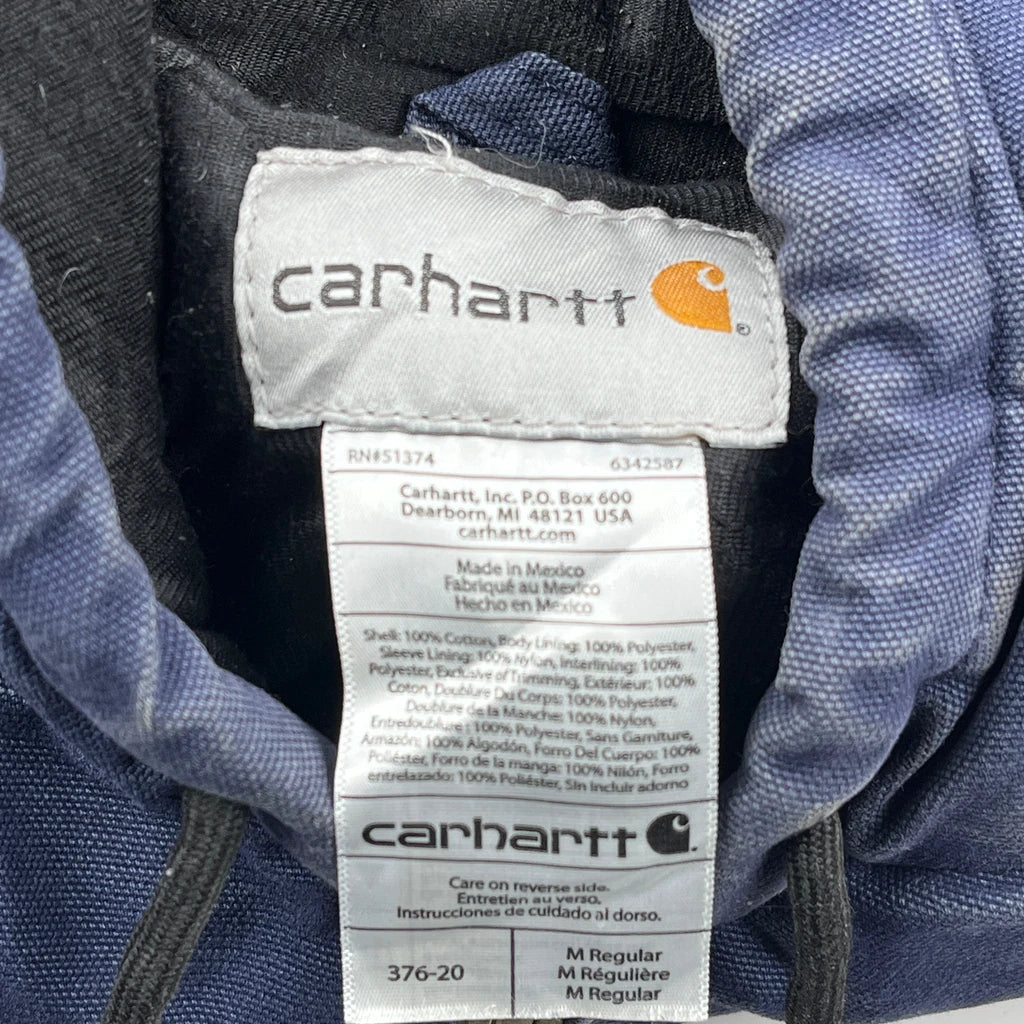 carhartt
®
RN#51374 6342587
Carhartt, Inc. P.O. Box 600
Dearborn, MI 48121 USA
carhartt.com
Made in Mexico
Fabriqué au Mexico
Hecho en Mexico
Shell: 100% Cotton, Body Lining: 100% Polyester,
Sleeve Lining: 100% Nylon, Interlining: 100%
Polyester, Exclusive of Trimming, Extérieur: 100%
Coton, Doublure Du Corps: 100% Polyester,
Doublure de la Manche: 100% Nylon,
Entredoublure: 100% Polyester, Sans Garniture,
Armazón: 100% Algodón, Forro Del Cuerpo: 100%
Poliéster, Forro de la manga: 100% Nilón, Forro
entrelazado: 100% Poliéster, Sin incluir adorno
carhartt
Care on reverse side.
Entretien au verso.
Instrucciones de cuidado al dorso.
376-20
M Regular
M Régulière
M Regular